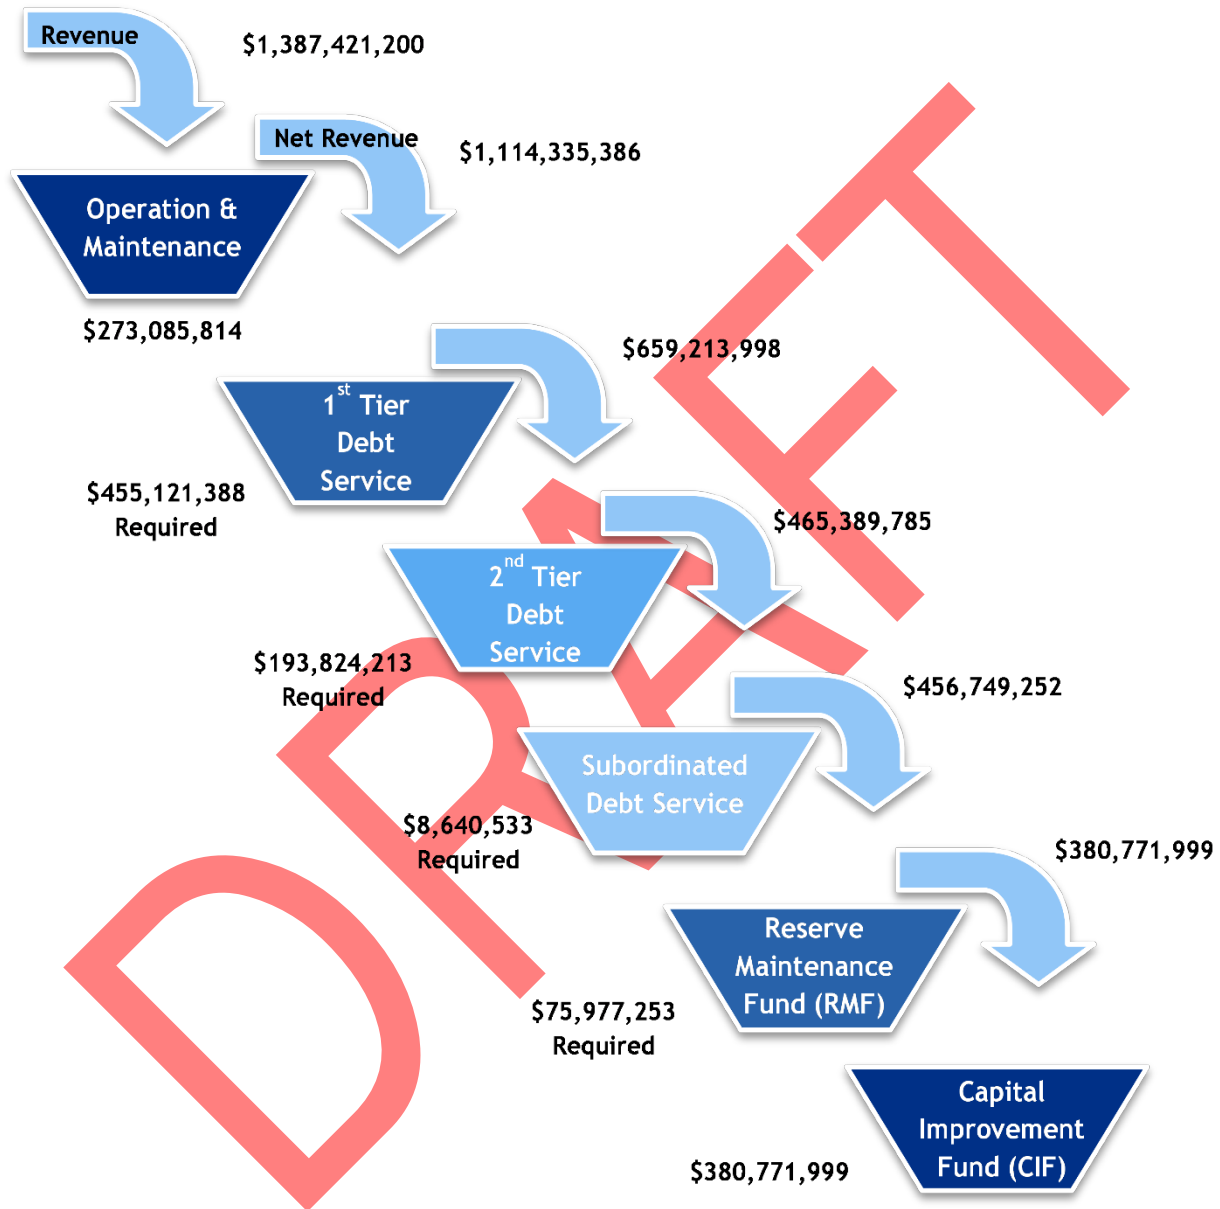 Revenue
$1,387,421,200
Net Revenue
$1,114,335,386
Operation &
Maintenance
$273,085,814
$659,213,998
1st Tier
Debt
Service
$455,121,388
Required
$465,389,785
2nd Tier
Debt
Service
$193,824,213
Required
$456,749,252
Subordinated
Debt Service
$8,640,533
Required
$380,771,999
Reserve
Maintenance
Fund (RMF)
$75,977,253
Required
Capital
Improvement
Fund (CIF)
$380,771,999
DRAFT